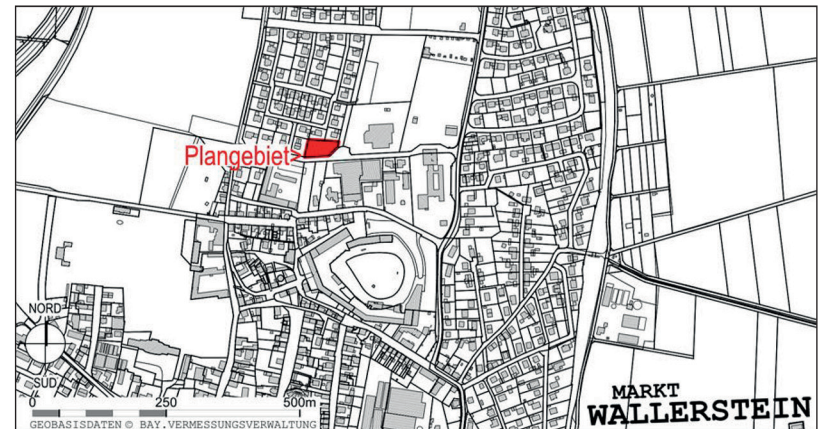 Plangebiet>
NORD
SÜD
0 250 500m
GEOBASISDATEN © BAY.VERMESSUNGSVERWALTUNG
MARKT
WALLERSTEIN